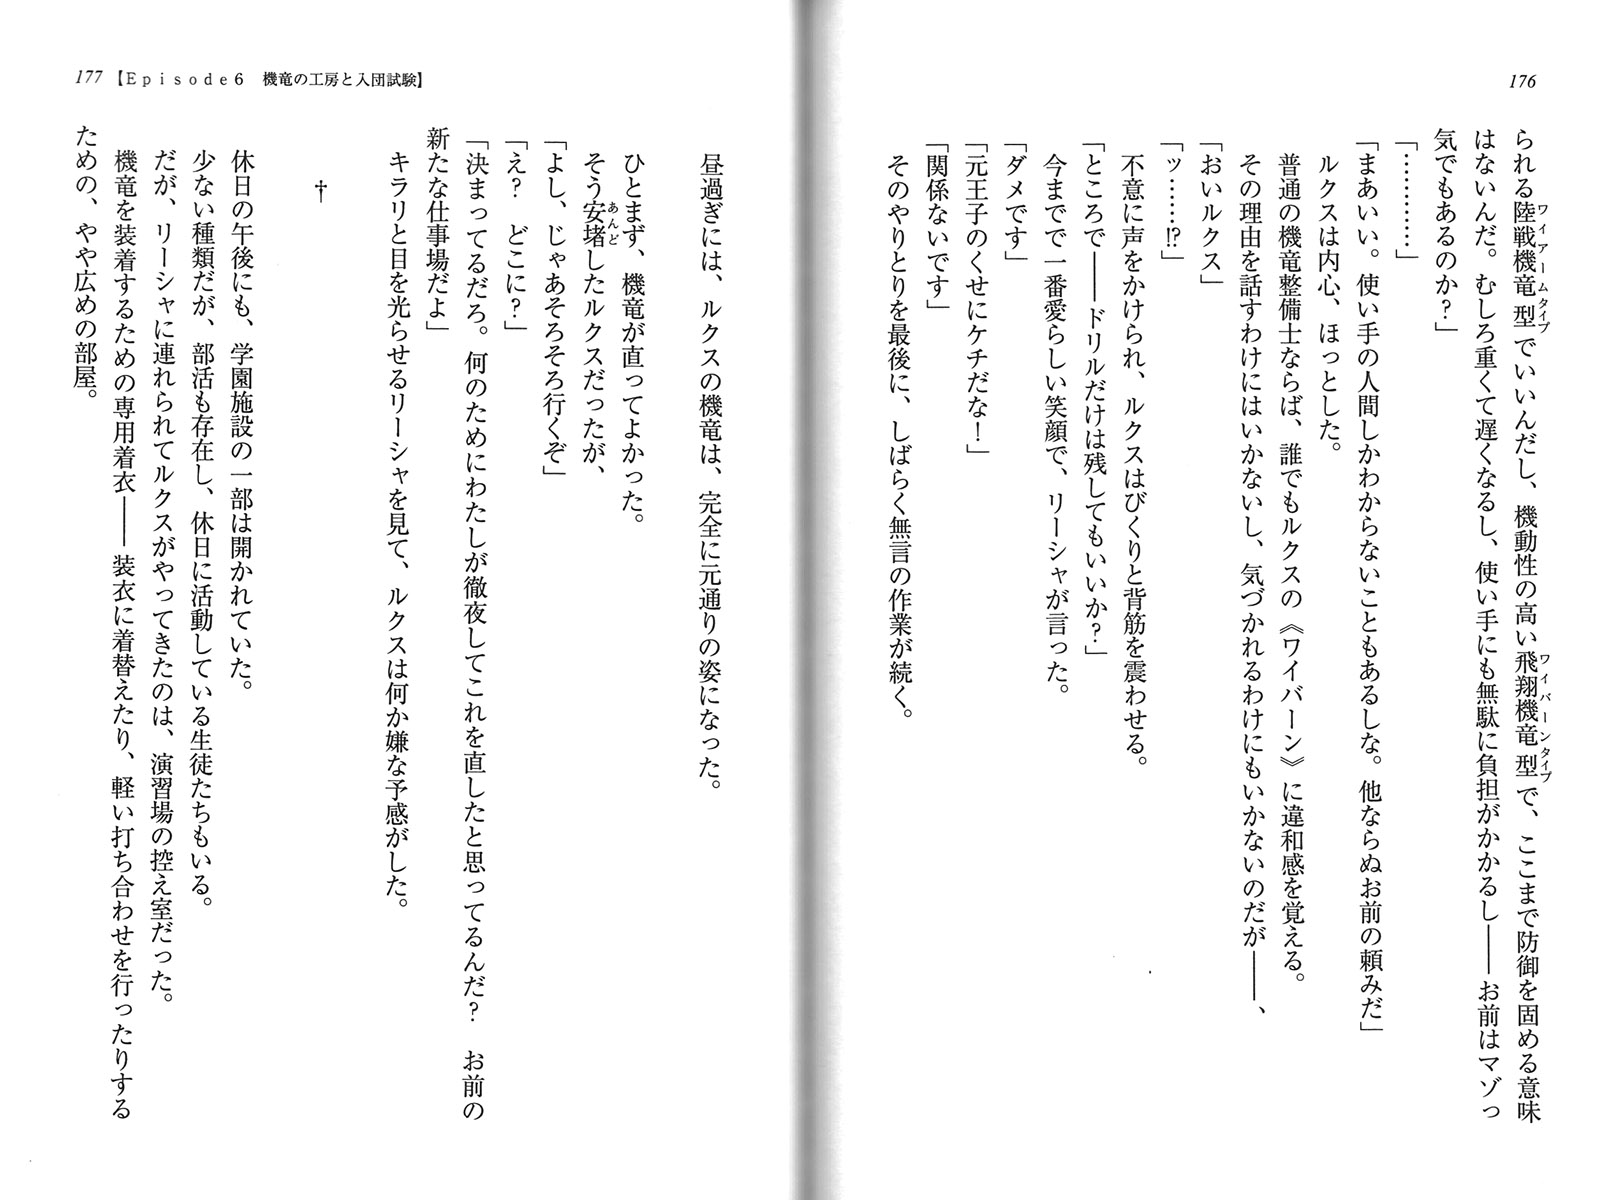 176
られる陸戦機竜型でいいんだし、機動性の高い飛翔機竜型で、ここまで防御を固める意味
ワイアームタイプ
ワイバーンタイプ
はないんだ。むしろ重くて遅くなるし、使い手にも無駄に負担がかかるし――お前はマゾっ
気でもあるのか？」
「…………」
「まあいい。使い手の人間しかわからないこともあるしな。他ならぬお前の頼みだ」
ルクスは内心、ほっとした。
普通の機竜整備士ならば、誰でもルクスの《ワイバーン》に違和感を覚える。
その理由を話すわけにはいかないし、気づかれるわけにもいかないのだが――、
「おいルクス」
「ッ……!?」
不意に声をかけられ、ルクスはびくりと背筋を震わせる。
「ところで――ドリルだけは残してもいいか？」
今までで一番愛らしい笑顔で、リーシャが言った。
「ダメです」
「元王子のくせにケチだな！」
「関係ないです」
そのやりとりを最後に、しばらく無言の作業が続く。
177 【Episode6　機竜の工房と入団試験】
昼過ぎには、ルクスの機竜は、完全に元通りの姿になった。
ひとまず、機竜が直ってよかった。
そう安堵したルクスだったが、
あんど
「よし、じゃあそろそろ行くぞ」
「え？　どこに？」
「決まってるだろ。何のためにわたしが徹夜してこれを直したと思ってるんだ？　お前の
新たな仕事場だよ」
キラリと目を光らせるリーシャを見て、ルクスは何か嫌な予感がした。
†
休日の午後にも、学園施設の一部は開かれていた。
少ない種類だが、部活も存在し、休日に活動している生徒たちもいる。
だが、リーシャに連れられてルクスがやってきたのは、演習場の控え室だった。
機竜を装着するための専用着衣――装衣に着替えたり、軽い打ち合わせを行ったりする
ための、やや広めの部屋。